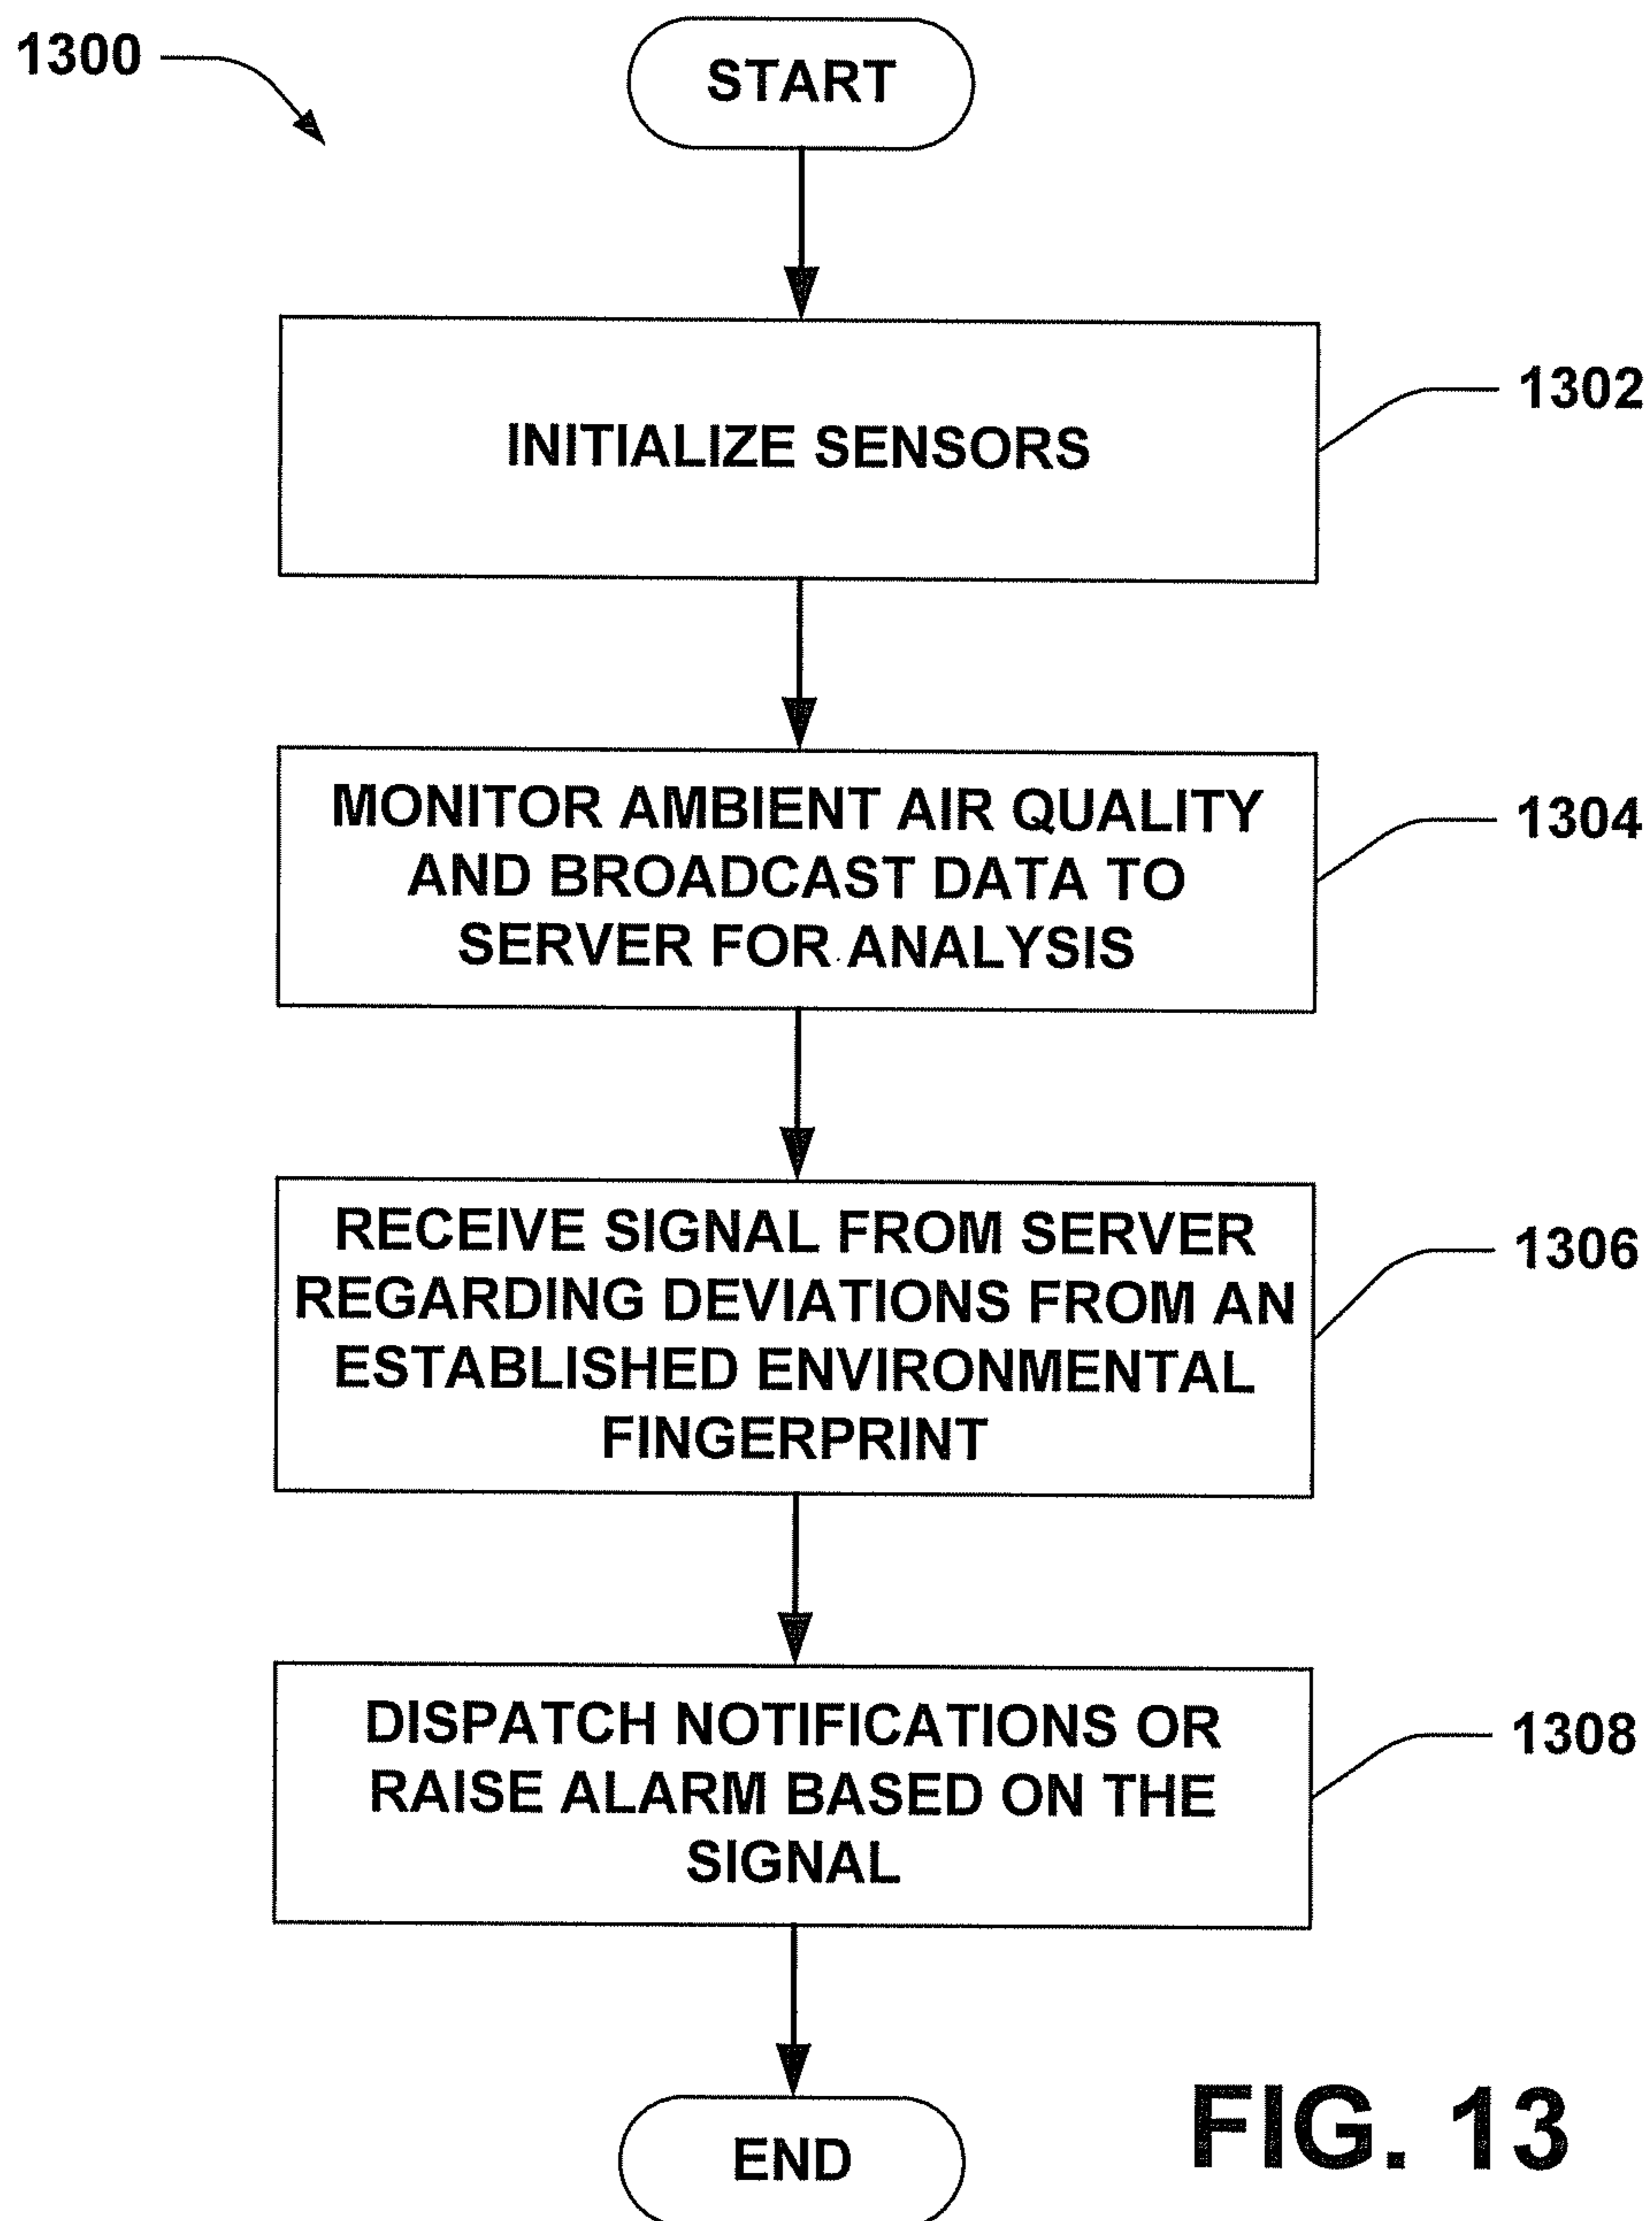 1300
START
INITIALIZE SENSORS
1302
MONITOR AMBIENT AIR QUALITY
AND BROADCAST DATA TO
SERVER FOR ANALYSIS
1304
RECEIVE SIGNAL FROM SERVER
REGARDING DEVIATIONS FROM AN
ESTABLISHED ENVIRONMENTAL
FINGERPRINT
1306
DISPATCH NOTIFICATIONS OR
RAISE ALARM BASED ON THE
SIGNAL
1308
END
FIG. 13